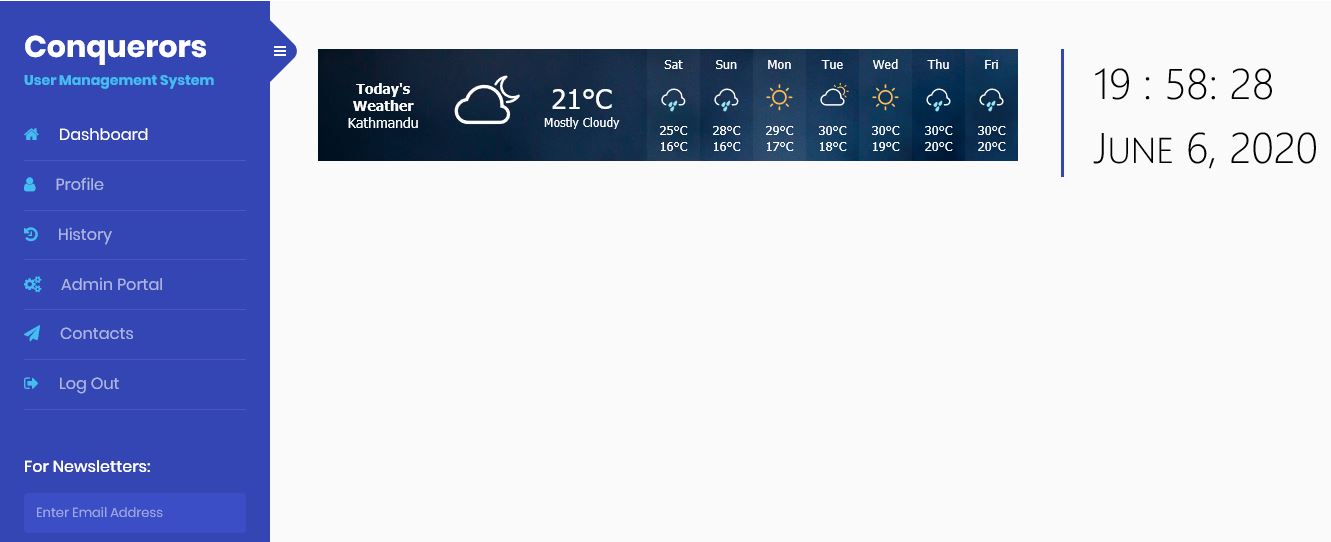 Conquerors
User Management System
Dashboard
Profile
History
Admin Portal
Contacts
Log Out
For Newsletters:
Enter Email Address
Today's
Weather
Kathmandu
21°C
Mostly Cloudy
Sat Sun Mon Tue Wed Thu Fri
25°C 28°C 29°C 30°C 30°C 30°C 30°C
16°C 16°C 17°C 18°C 19°C 20°C 20°C
19 : 58: 28
June 6, 2020